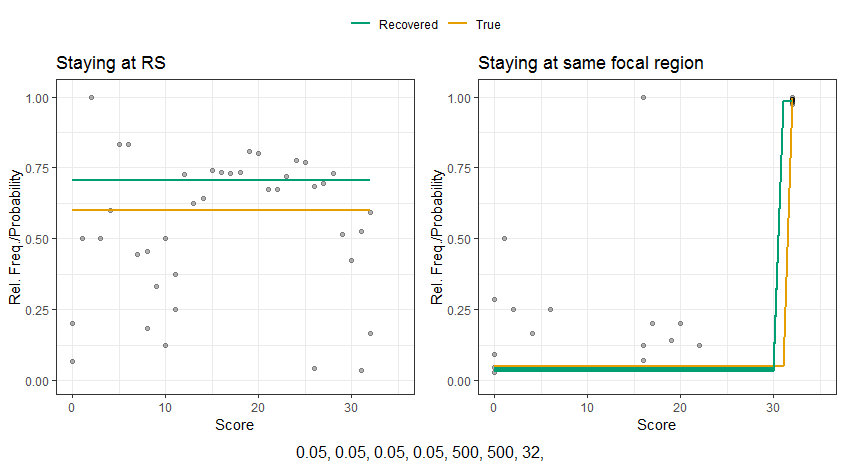 Recovered True
Staying at RS
Staying at same focal region
Rel. Freq./Probability
1.00
0.75
0.50
0.25
0.00
0 10 20 30
Score
Rel. Freq./Probability
1.00
0.75
0.50
0.25
0.00
0 10 20 30
Score
0.05, 0.05, 0.05, 0.05, 500, 500, 32,